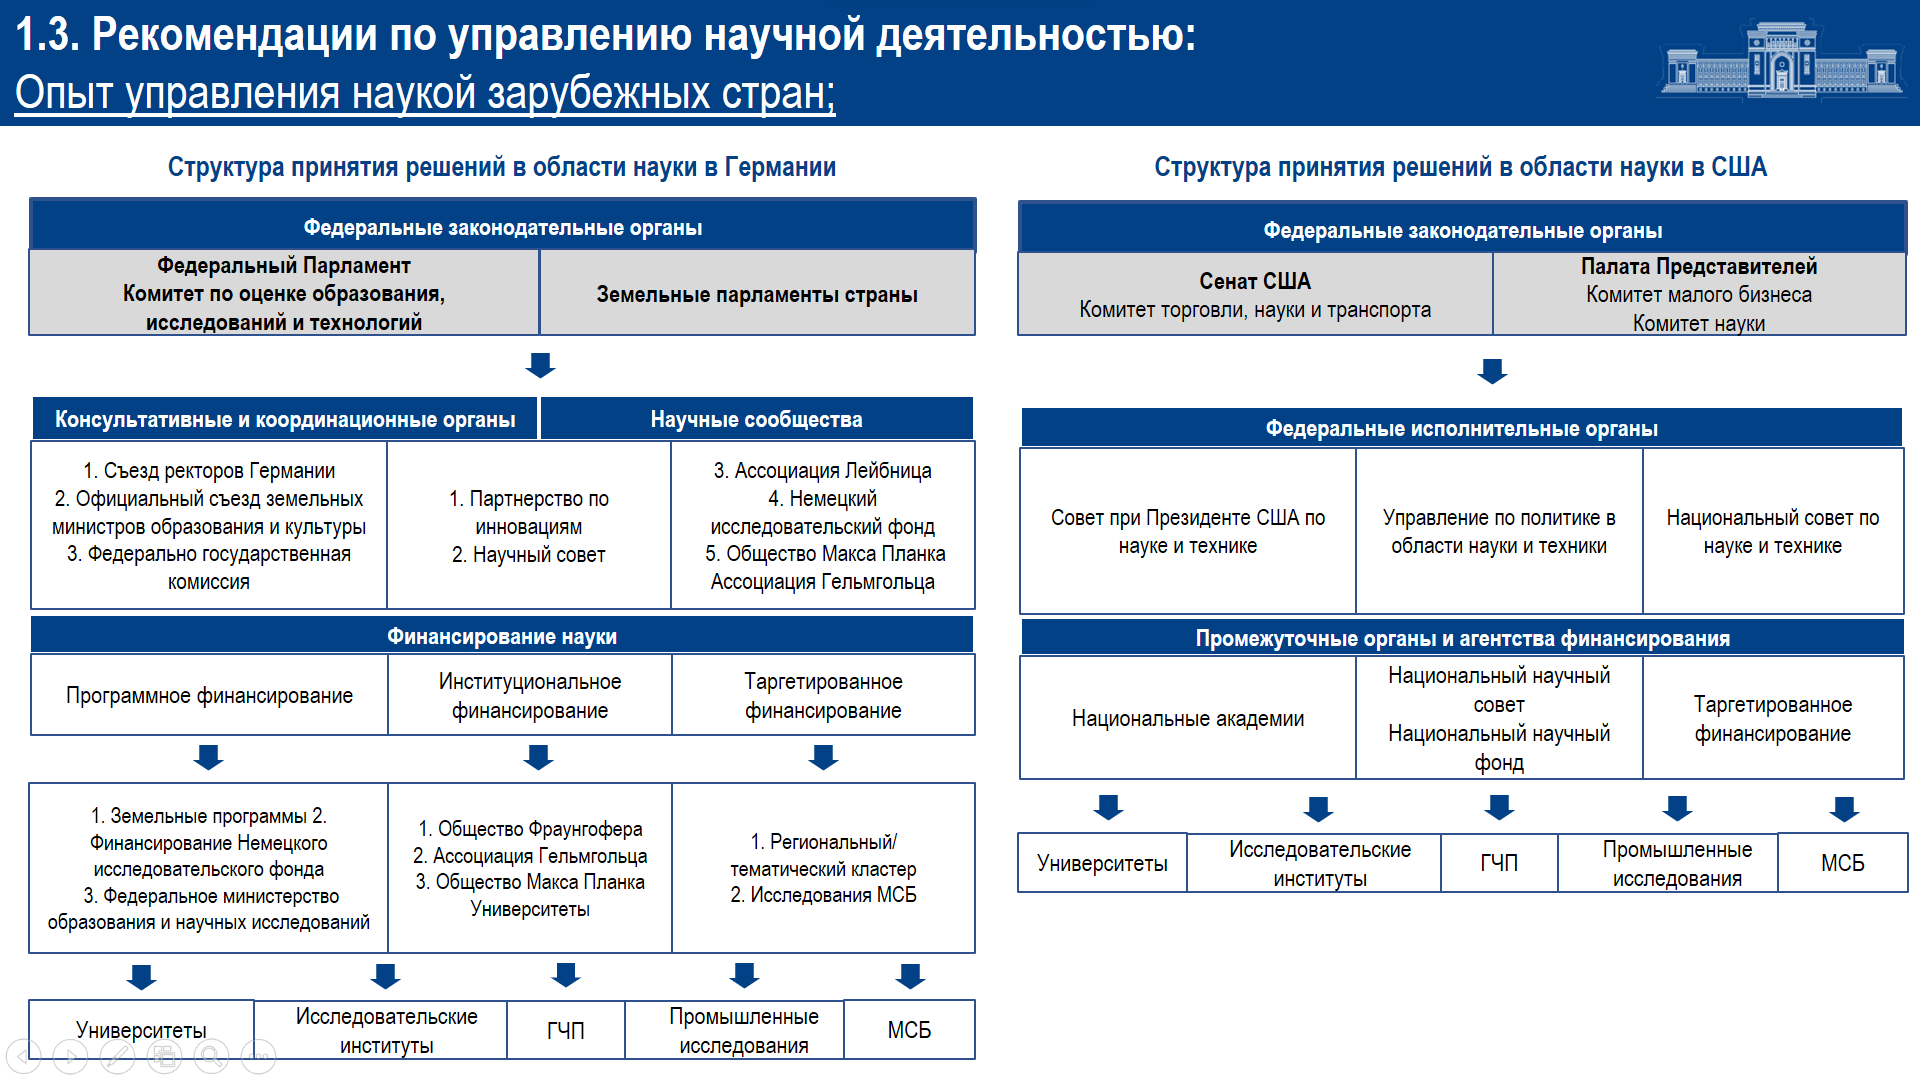 1.3. Рекомендации по управлению научной деятельностью:
Опыт управления наукой зарубежных стран;
Структура принятия решений в области науки в Германии
Федеральные законодательные органы
Федеральный Парламент
Комитет по оценке образования,
исследований и технологий
Земельные парламенты страны
Консультативные и координационные органы
Научные сообщества
1. Съезд ректоров Германии
2. Официальный съезд земельных
министров образования и культуры
3. Федерально государственная
комиссия
1. Партнерство по
инновациям
2. Научный совет
3. Ассоциация Лейбница
4. Немецкий
исследовательский фонд
5. Общество Макса Планка
Ассоциация Гельмгольца
Финансирование науки
Программное финансирование
Институциональное
финансирование
Таргетированное
финансирование
1. Земельные программы 2.
Финансирование Немецкого
исследовательского фонда
3. Федеральное министерство
образования и научных исследований
1. Общество Фраунгофера
2. Ассоциация Гельмгольца
3. Общество Макса Планка
Университеты
1. Региональный/
тематический кластер
2. Исследования МСБ
Университеты
Исследовательские
институты
ГЧП
Промышленные
исследования
МСБ
Структура принятия решений в области науки в США
Федеральные законодательные органы
Сенат США
Комитет торговли, науки и транспорта
Палата Представителей
Комитет малого бизнеса
Комитет науки
Федеральные исполнительные органы
Совет при Президенте США по
науке и технике
Управление по политике в
области науки и техники
Национальный совет по
науке и технике
Промежуточные органы и агентства финансирования
Национальные академии
Национальный научный
совет
Национальный научный
фонд
Таргетированное
финансирование
Университеты
Исследовательские
институты
ГЧП
Промышленные
исследования
МСБ